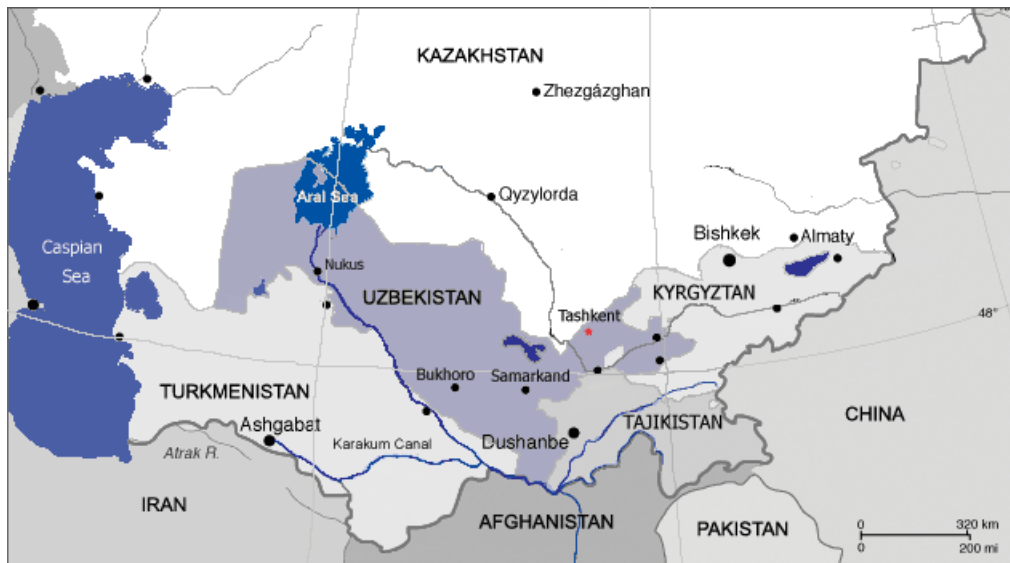 KAZAKHSTAN
Zhezgázghan
Aral Sea
Qyzylorda
Bishkek
Almaty
Caspian
Sea
Nukus
UZBEKISTAN
KYRGYZTAN
Tashkent
48°
TURKMENISTAN
Bukhoro
Samarkand
Ashgabat
Karakum Canal
Dushanbe
TAJIKISTAN
CHINA
Atrak R.
IRAN
AFGHANISTAN
PAKISTAN
0 320 km
0 200 mi